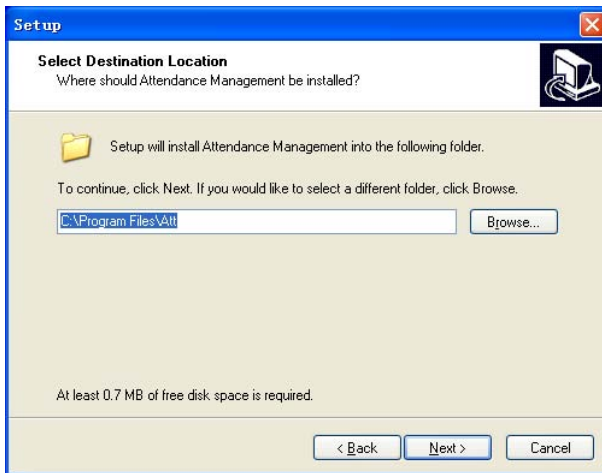 Setup
Select Destination Location
Where should Attendance Management be installed?
Setup will install Attendance Management into the following folder.
To continue, click Next. If you would like to select a different folder, click Browse.
C:\Program Files\Att
Browse...
At least 0.7 MB of free disk space is required.
< Back
Next >
Cancel